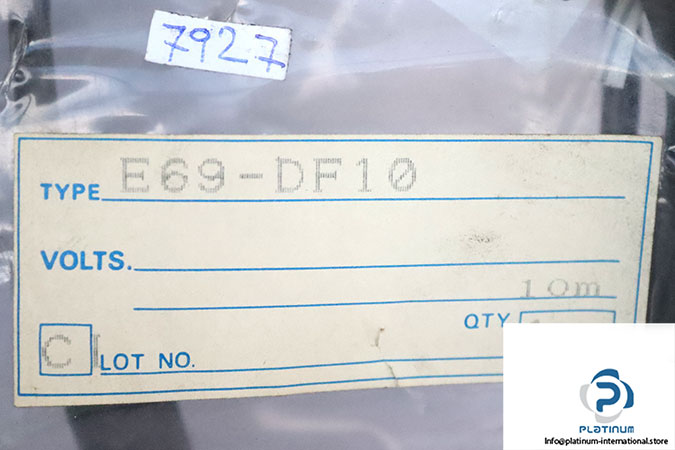 7927
TYPE E69-DF10
VOLTS.
10m
QTY
C LOT NO.
PLATINUM
Info@platinum-international.store